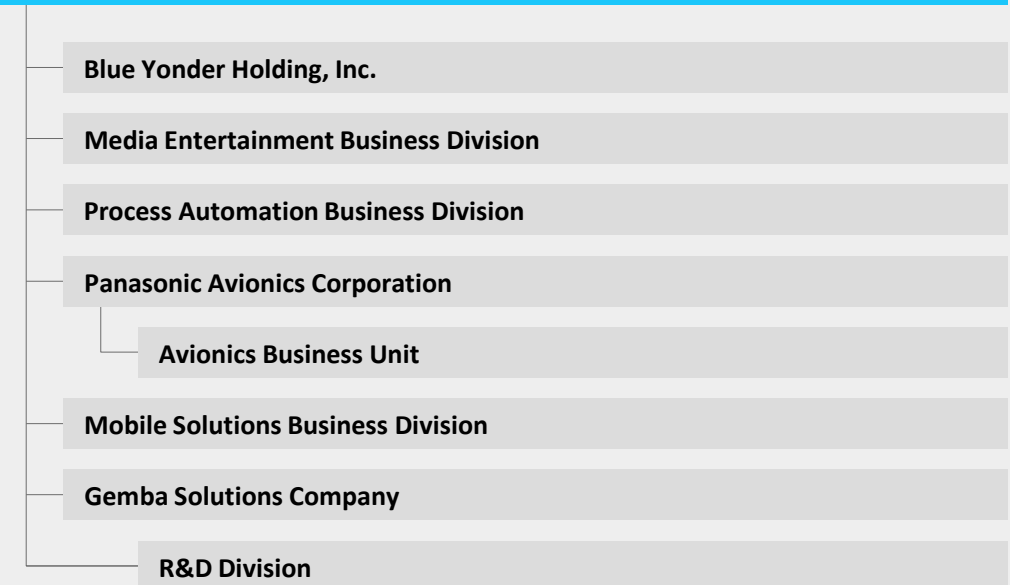 Blue Yonder Holding, Inc.
Media Entertainment Business Division
Process Automation Business Division
Panasonic Avionics Corporation
Avionics Business Unit
Mobile Solutions Business Division
Gemba Solutions Company
R&D Division